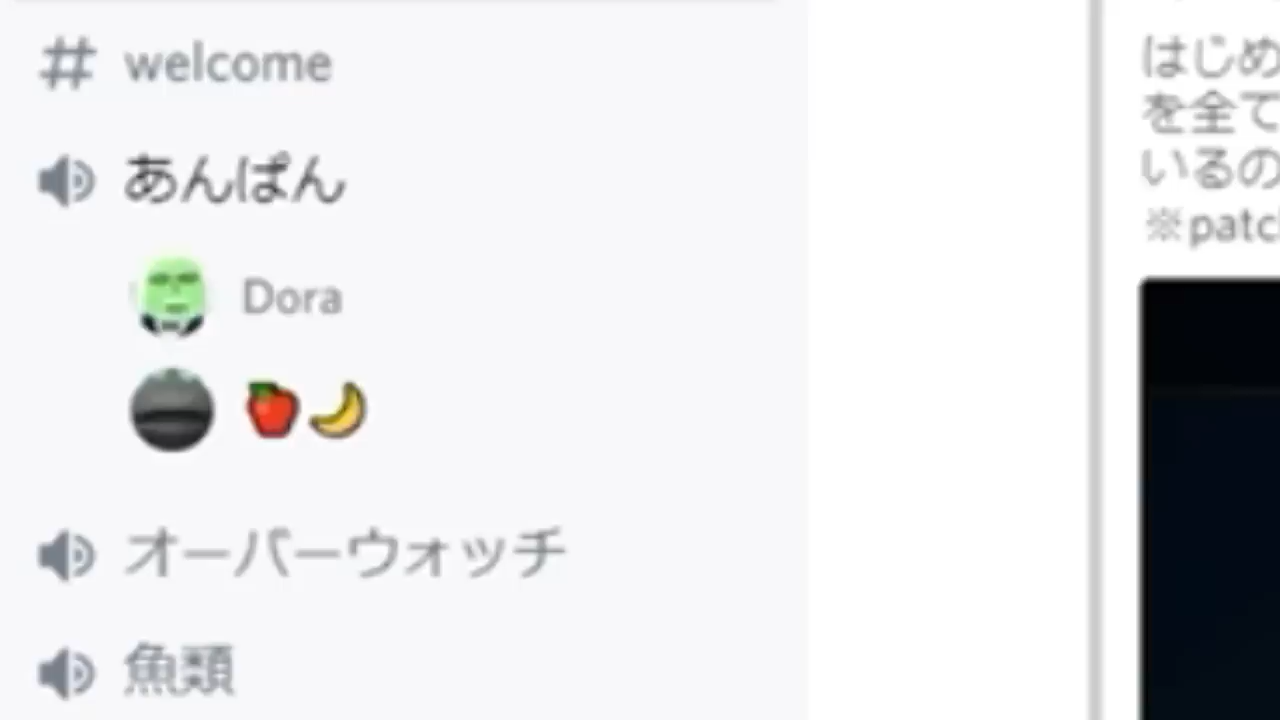 # welcome
あんぱん
Dora
🍎🌙
オーバーウォッチ
魚類
はじめ
を全て
いるの
※patc